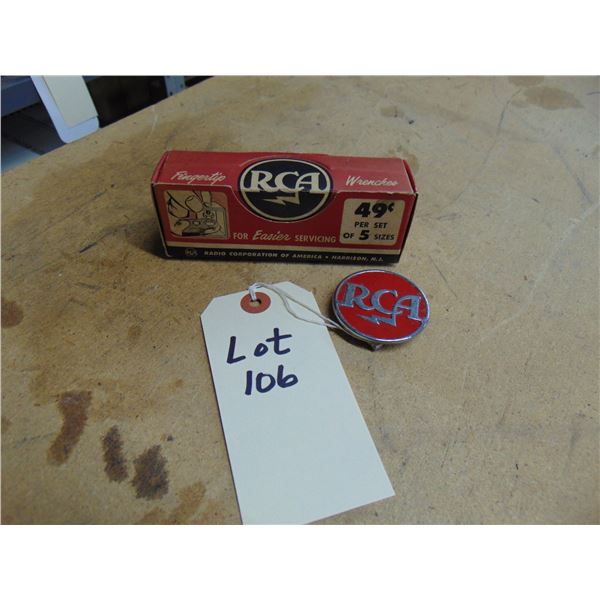 Fingertip RCA Wrenches
49¢
PER SET
OF 5 SIZES
FOR Easier SERVICING
RCA RADIO CORPORATION OF AMERICA • HARRISON, N.J.
RCA
Lot
106